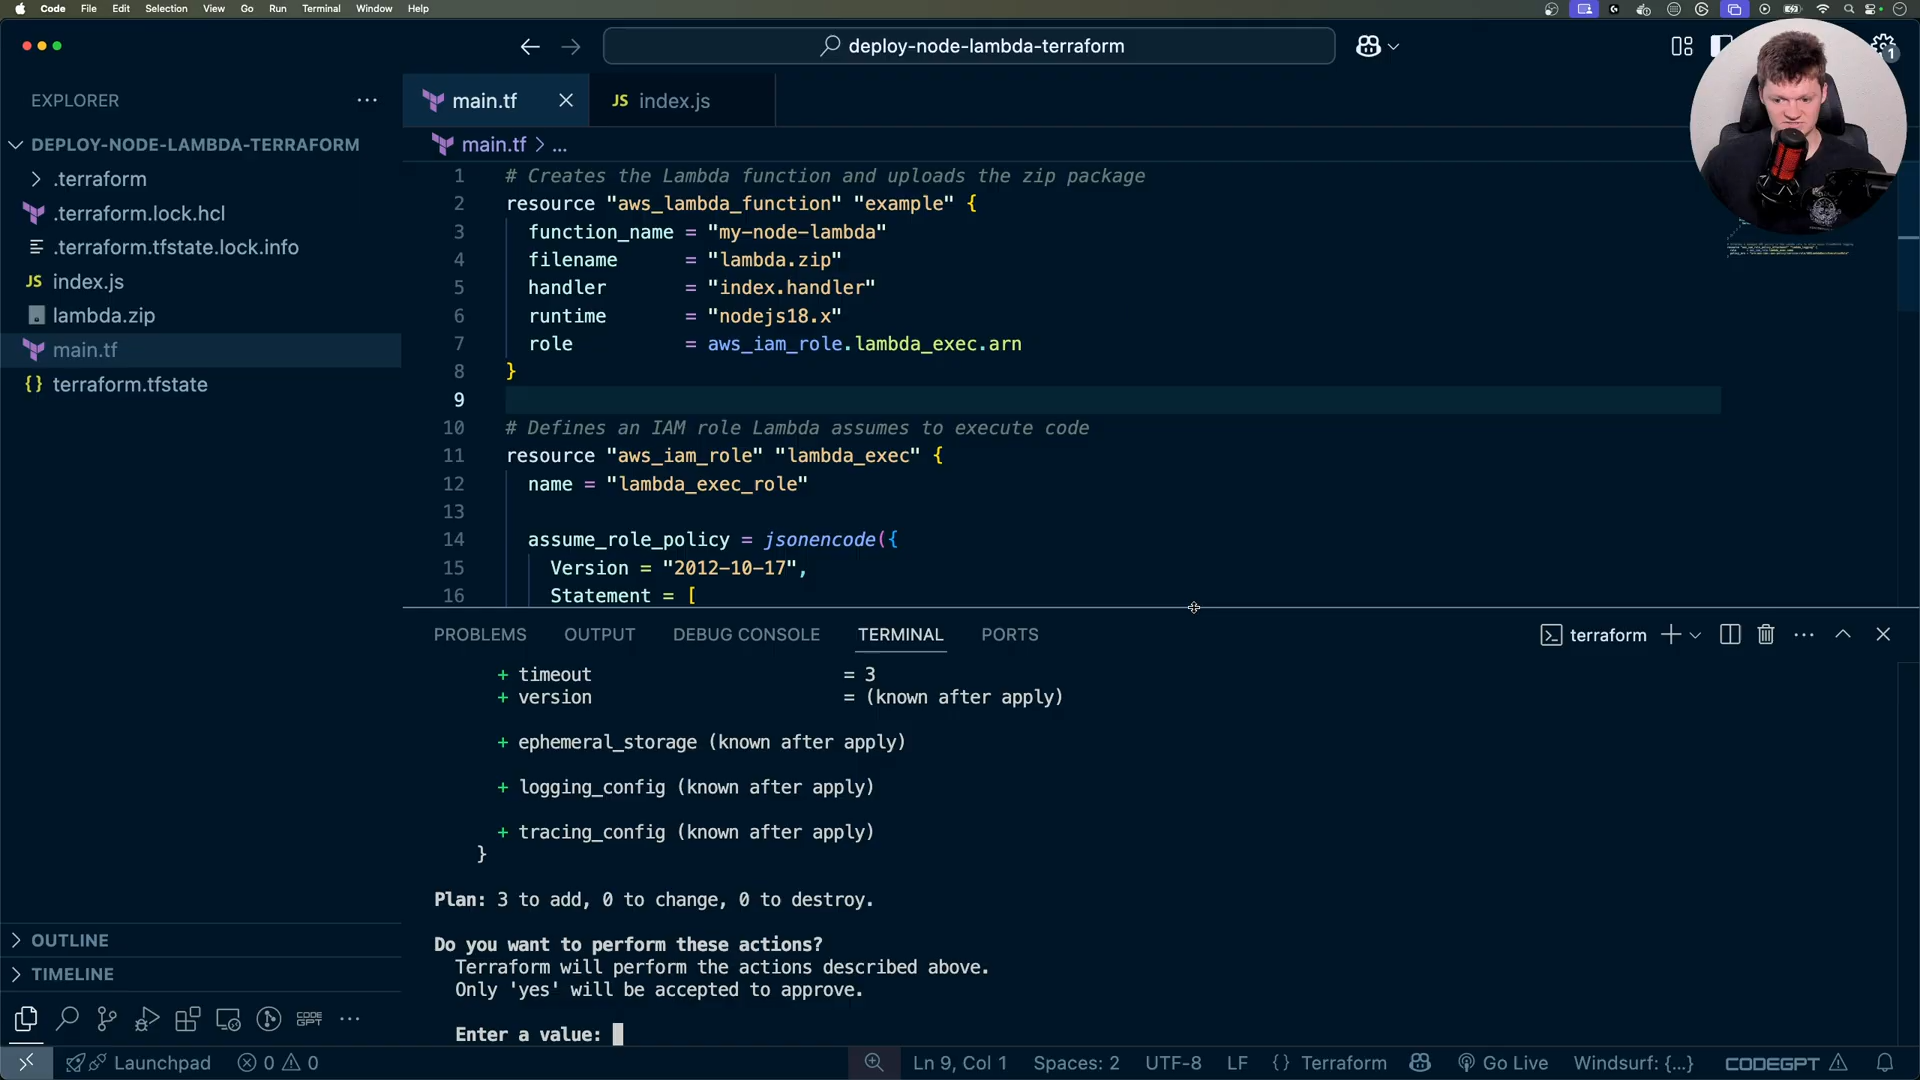 Code File Edit Selection View Go Run Terminal Window Help
deploy-node-lambda-terraform
1
EXPLORER
DEPLOY-NODE-LAMBDA-TERRAFORM
.terraform
.terraform.lock.hcl
.terraform.tfstate.lock.info
JS index.js
lambda.zip
main.tf
{} terraform.tfstate
OUTLINE
TIMELINE
main.tf
JS index.js
main.tf > ...
1 # Creates the Lambda function and uploads the zip package
2 resource "aws_lambda_function" "example" {
3 function_name = "my-node-lambda"
4 filename = "lambda.zip"
5 handler = "index.handler"
6 runtime = "nodejs18.x"
7 role = aws_iam_role.lambda_exec.arn
8 }
9
10 # Defines an IAM role Lambda assumes to execute code
11 resource "aws_iam_role" "lambda_exec" {
12 name = "lambda_exec_role"
13
14 assume_role_policy = jsonencode({
15 Version = "2012-10-17",
16 Statement = [
PROBLEMS OUTPUT DEBUG CONSOLE TERMINAL PORTS
terraform
+ timeout = 3
+ version = (known after apply)
+ ephemeral_storage (known after apply)
+ logging_config (known after apply)
+ tracing_config (known after apply)
}
Plan: 3 to add, 0 to change, 0 to destroy.
Do you want to perform these actions?
Terraform will perform the actions described above.
Only 'yes' will be accepted to approve.
Enter a value:
CODE GPT
Launchpad 0 0 Ln 9, Col 1 Spaces: 2 UTF-8 LF {} Terraform Go Live Windsurf: {...} CODEGPT